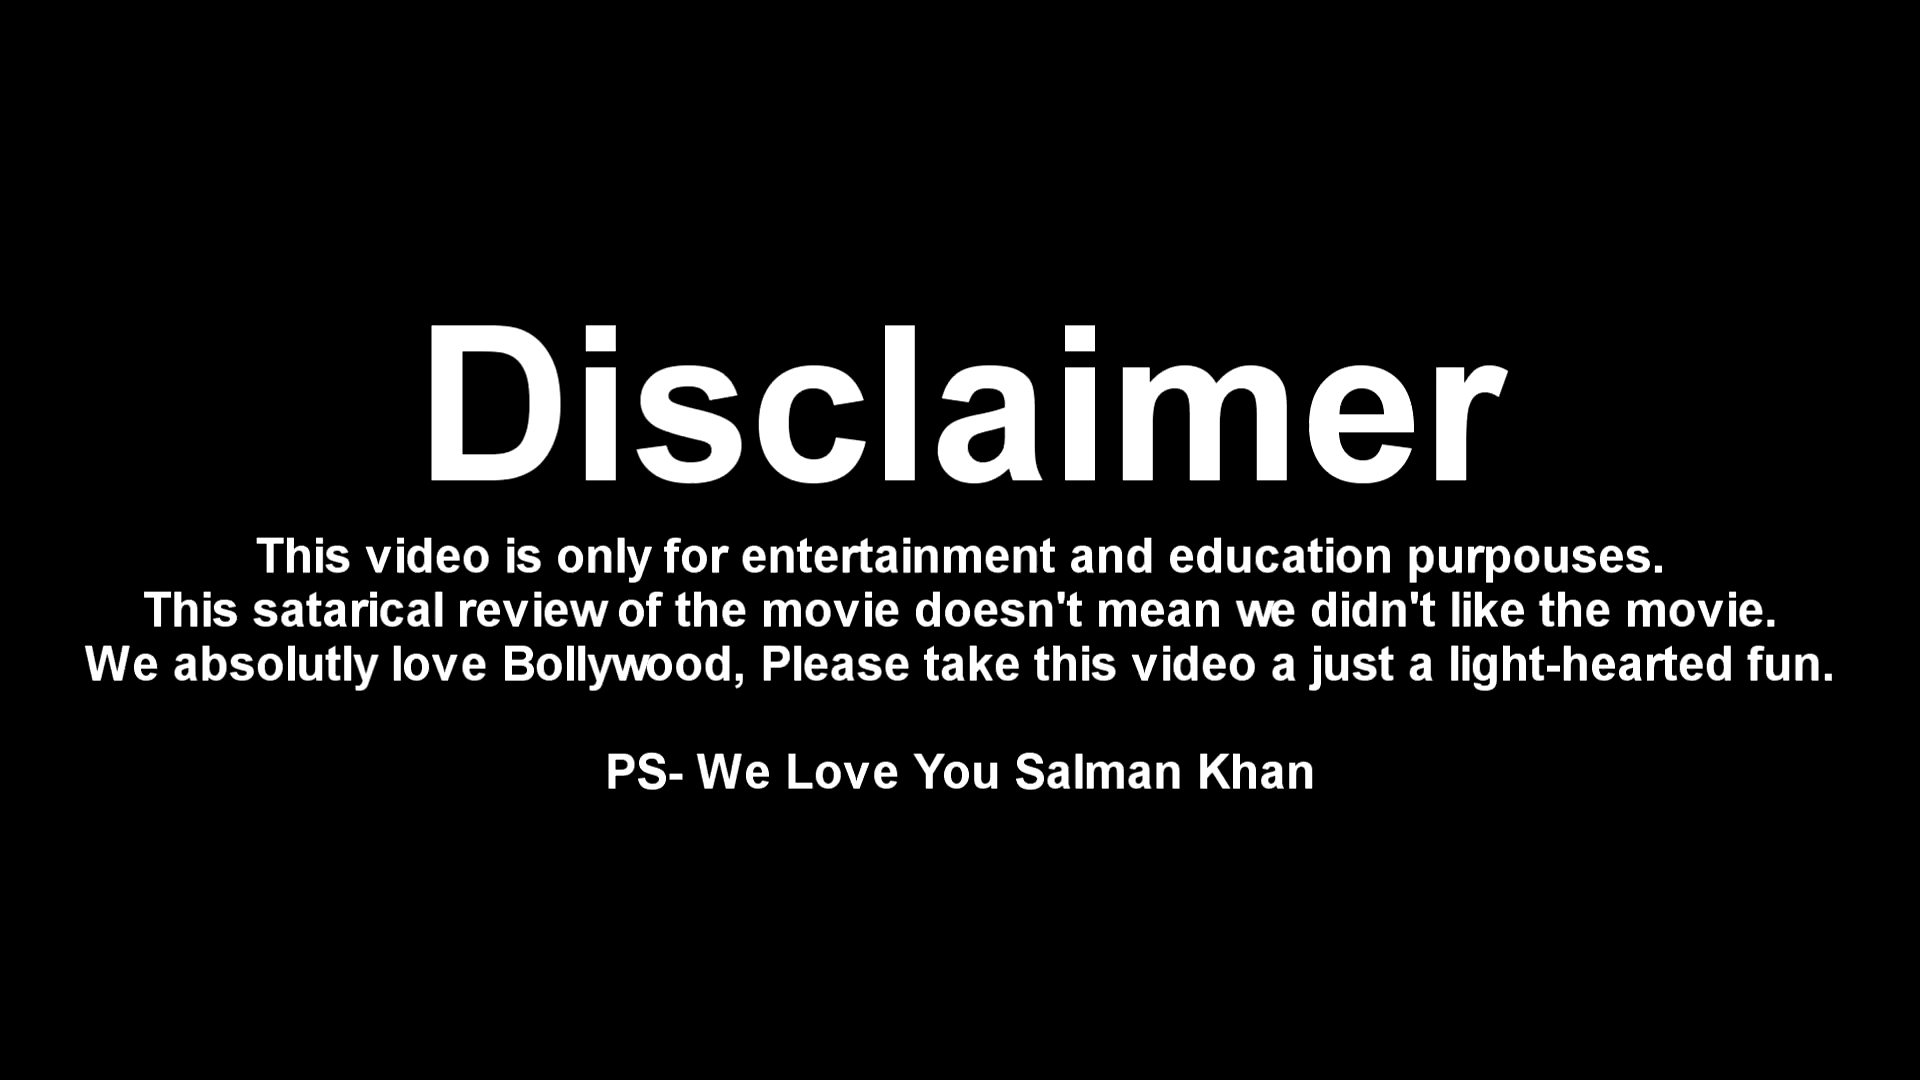 Disclaimer
This video is only for entertainment and education purpouses.
This satarical review of the movie doesn't mean we didn't like the movie.
We absolutly love Bollywood, Please take this video a just a light-hearted fun.
PS- We Love You Salman Khan